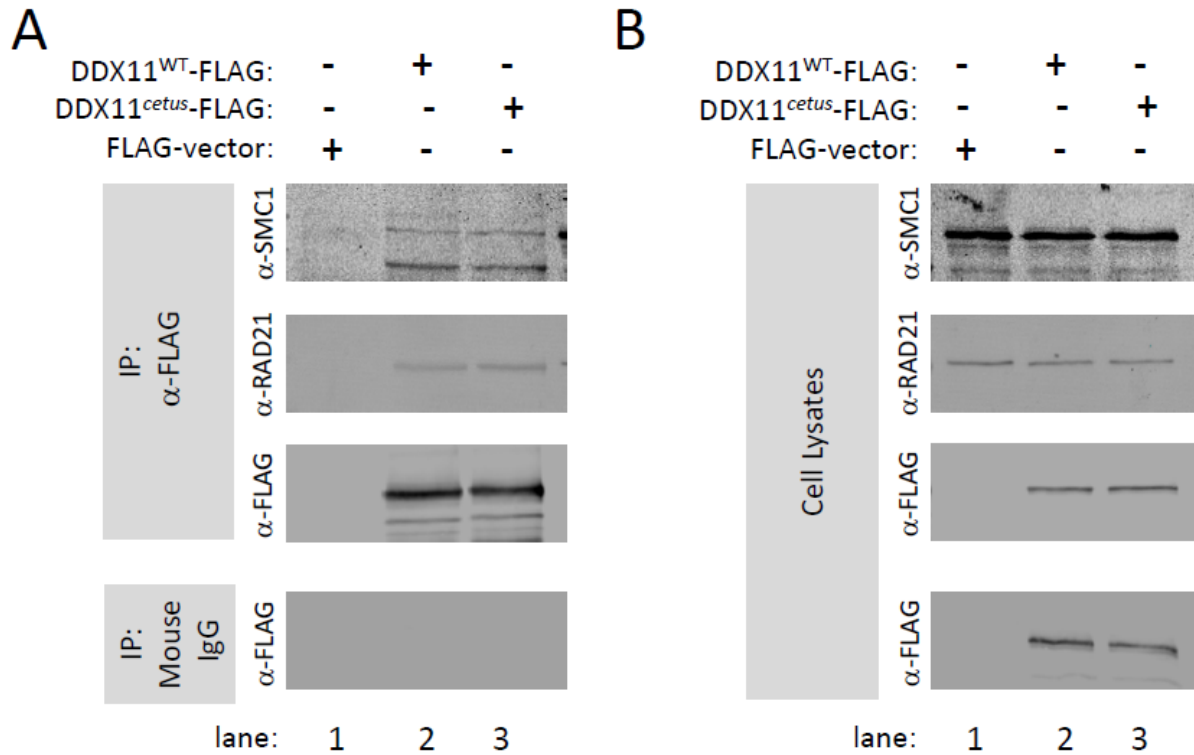 A
DDX11WT-FLAG: - + -
DDX11cetus-FLAG: - - +
FLAG-vector: + - -
IP:
α-FLAG
α-SMC1
α-RAD21
α-FLAG
IP:
Mouse
IgG
α-FLAG
lane: 1 2 3
B
DDX11WT-FLAG: - + -
DDX11cetus-FLAG: - - +
FLAG-vector: + - -
Cell Lysates
α-SMC1
α-RAD21
α-FLAG
α-FLAG
lane: 1 2 3